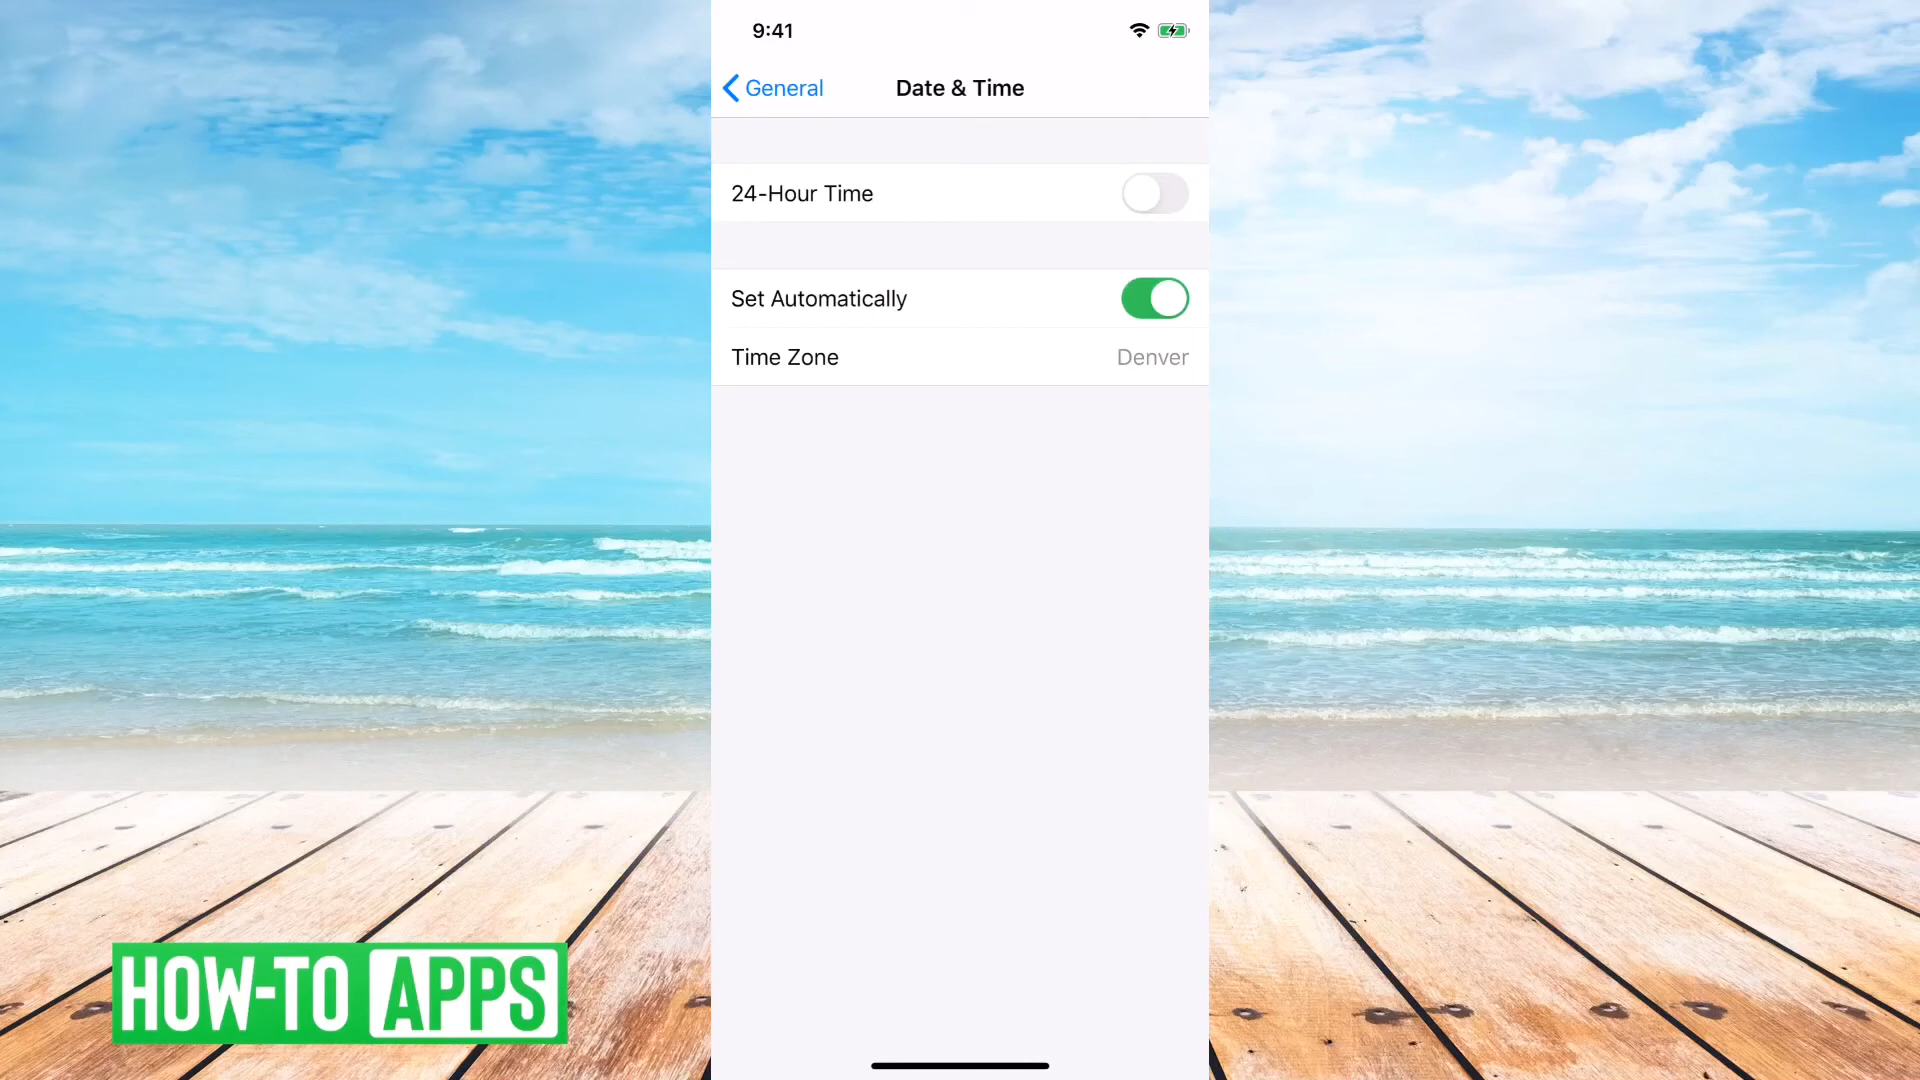 9:41
General
Date & Time
24-Hour Time
Set Automatically
Time Zone Denver
HOW-TO APPS